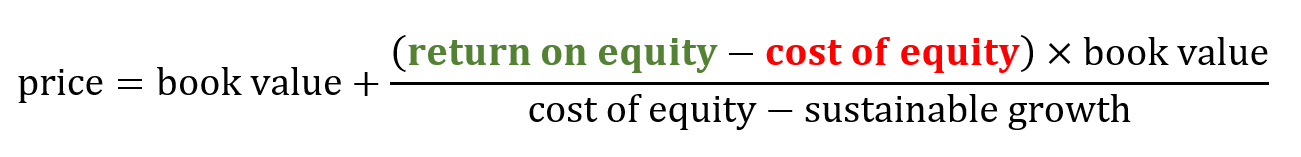 price = book value + (return on equity − cost of equity) × book value
cost of equity − sustainable growth